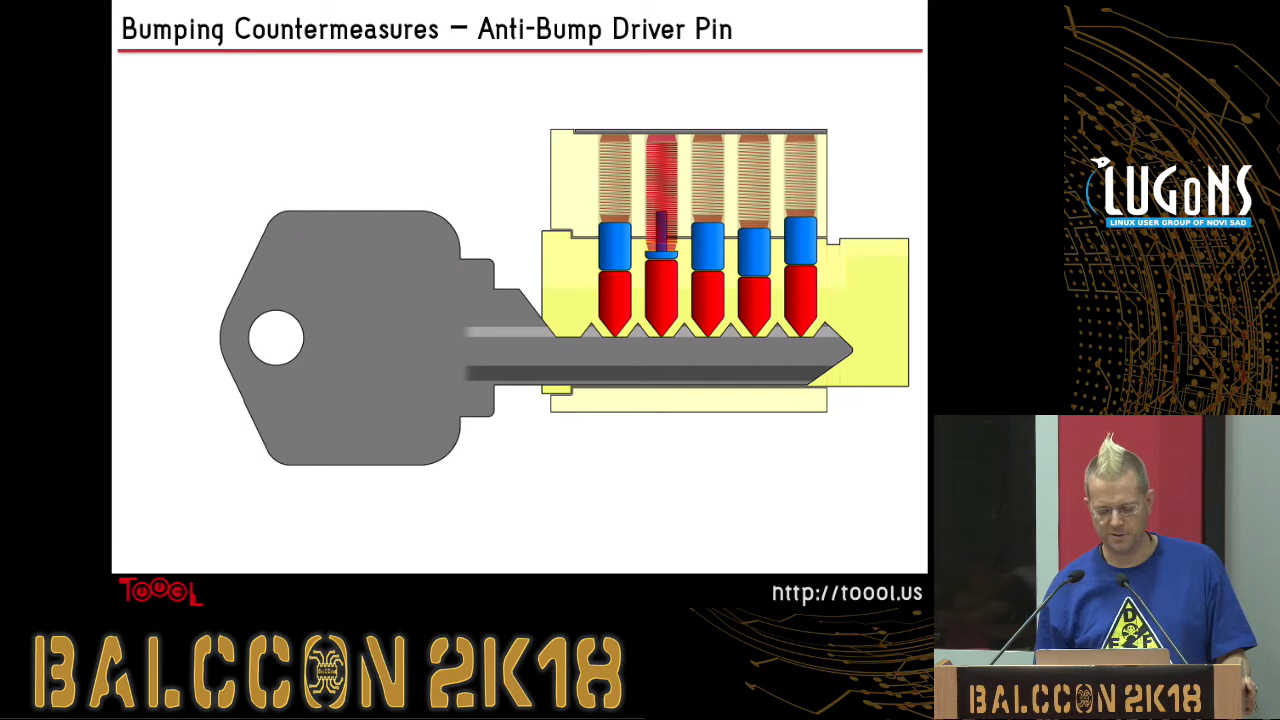 Bumping Countermeasures – Anti-Bump Driver Pin
LUGoNS
LINUX USER GROUP OF NOVI SAD
TOOOL
http://toool.us
BALCCON 2K18
BALCCON 2K18